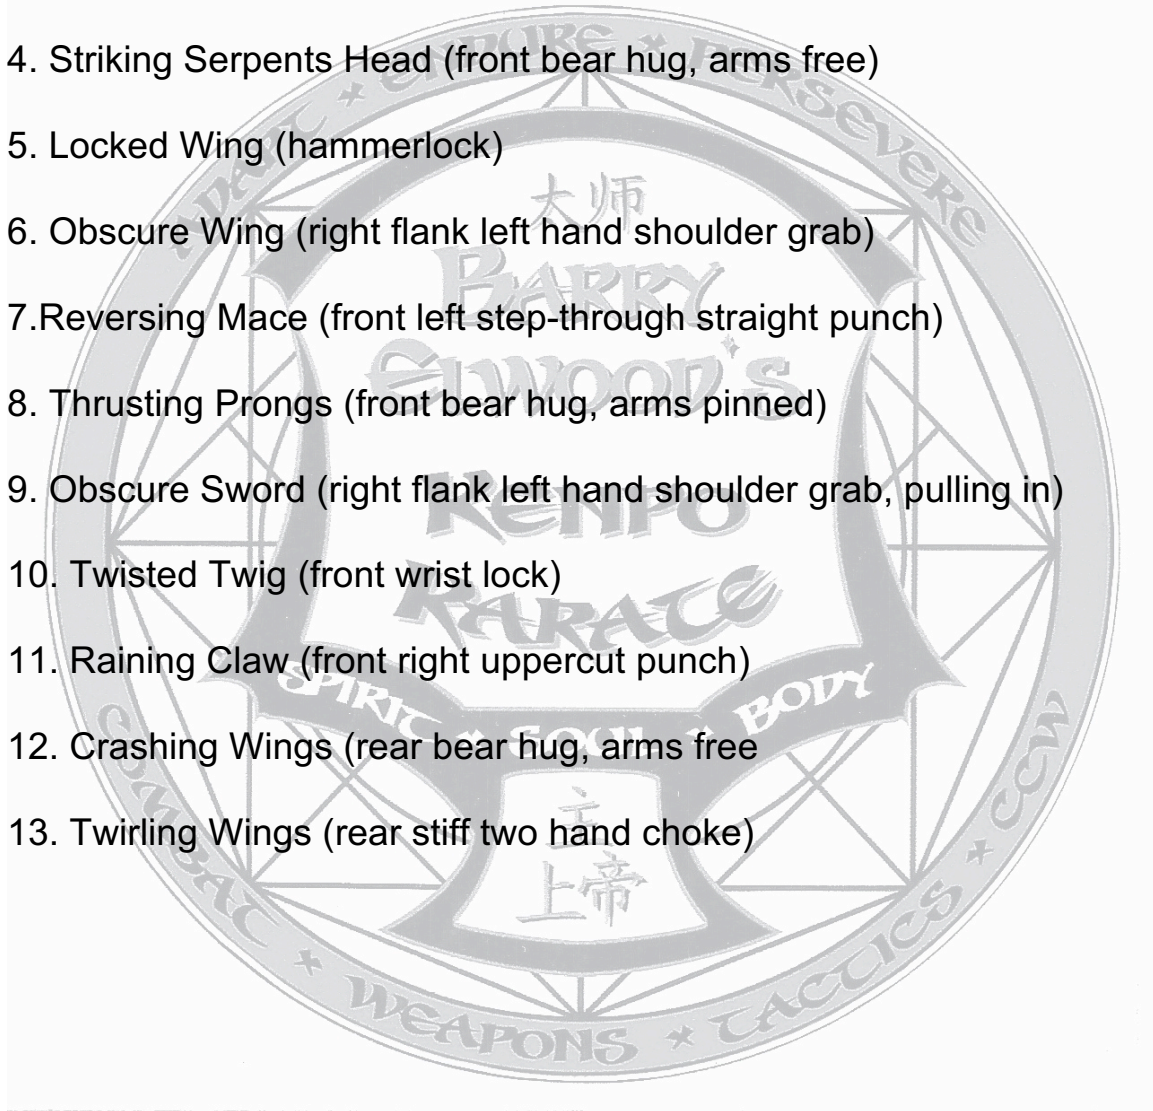 4. Striking Serpents Head (front bear hug, arms free)
5. Locked Wing (hammerlock)
6. Obscure Wing (right flank left hand shoulder grab)
7.Reversing Mace (front left step-through straight punch)
8. Thrusting Prongs (front bear hug, arms pinned)
9. Obscure Sword (right flank left hand shoulder grab, pulling in)
10. Twisted Twig (front wrist lock)
11. Raining Claw (front right uppercut punch)
12. Crashing Wings (rear bear hug, arms free
13. Twirling Wings (rear stiff two hand choke)
ADAPT * ENDURE * PERSEVERE
大师
BARRY
ELWOOD'S
KENPO
KARATE
SPIRIT * SOUL * BODY
主
上帝
COMBAT * WEAPONS * TACTICS * CCW